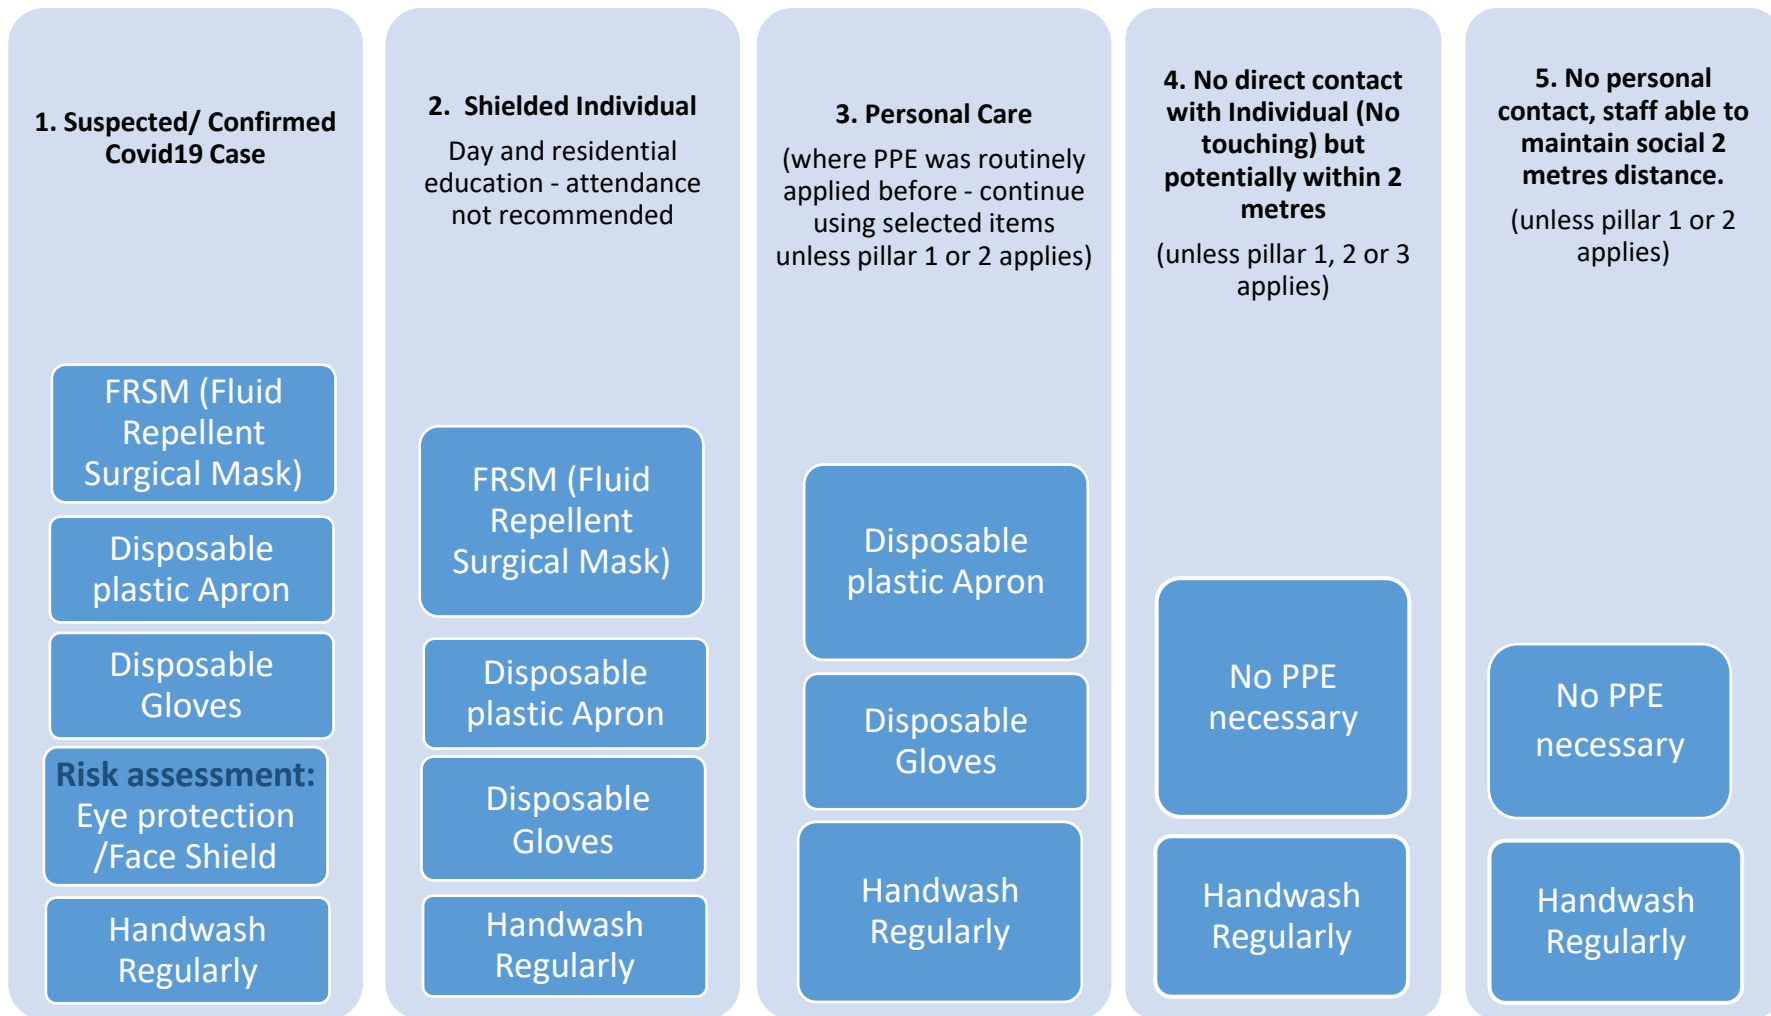 1. Suspected/ Confirmed
Covid19 Case
FRSM (Fluid
Repellent
Surgical Mask)
Disposable
plastic Apron
Disposable
Gloves
Risk assessment:
Eye protection
/Face Shield
Handwash
Regularly
2. Shielded Individual
Day and residential
education - attendance
not recommended
FRSM (Fluid
Repellent
Surgical Mask)
Disposable
plastic Apron
Disposable
Gloves
Handwash
Regularly
3. Personal Care
(where PPE was routinely
applied before - continue
using selected items
unless pillar 1 or 2 applies)
Disposable
plastic Apron
Disposable
Gloves
Handwash
Regularly
4. No direct contact
with Individual (No
touching) but
potentially within 2
metres
(unless pillar 1, 2 or 3
applies)
No PPE
necessary
Handwash
Regularly
5. No personal
contact, staff able to
maintain social 2
metres distance.
(unless pillar 1 or 2
applies)
No PPE
necessary
Handwash
Regularly